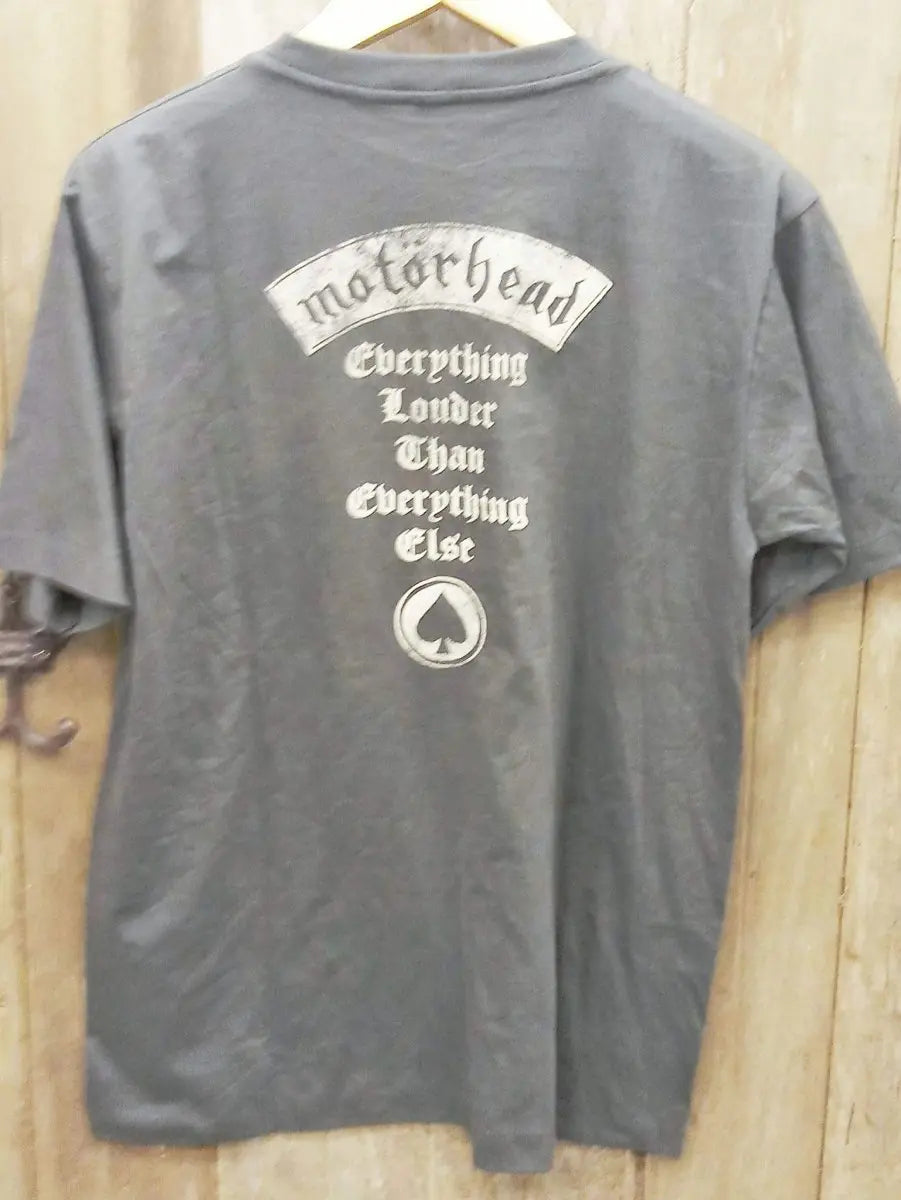 motörhead
Everything
Louder
Than
Everything
Else